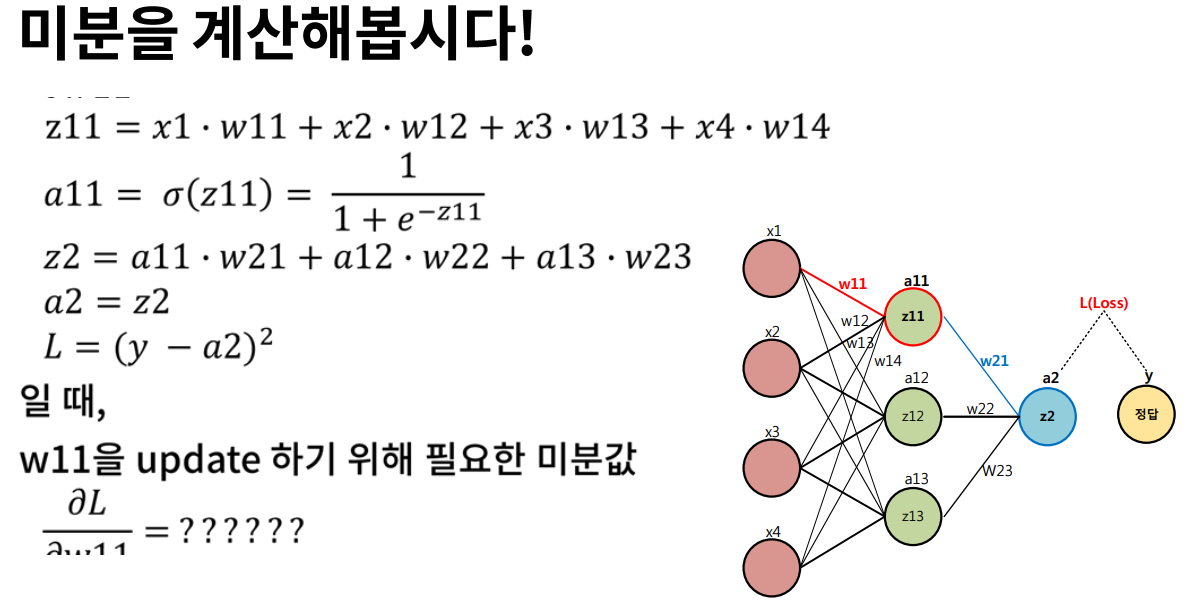 미분을 계산해봅시다!
z11 = x1 · w11 + x2 · w12 + x3 · w13 + x4 · w14
a11 = σ(z11) = 1 / (1 + e^{-z11})
z2 = a11 · w21 + a12 · w22 + a13 · w23
a2 = z2
L = (y − a2)²
일 때,
w11을 update 하기 위해 필요한 미분값
∂L / ∂w11 = ??????
x1
w11
a11
z11
L(Loss)
w12
x2
w13
w14
w21
a12
a2
y
w22
z12
z2
정답
x3
W23
a13
z13
x4